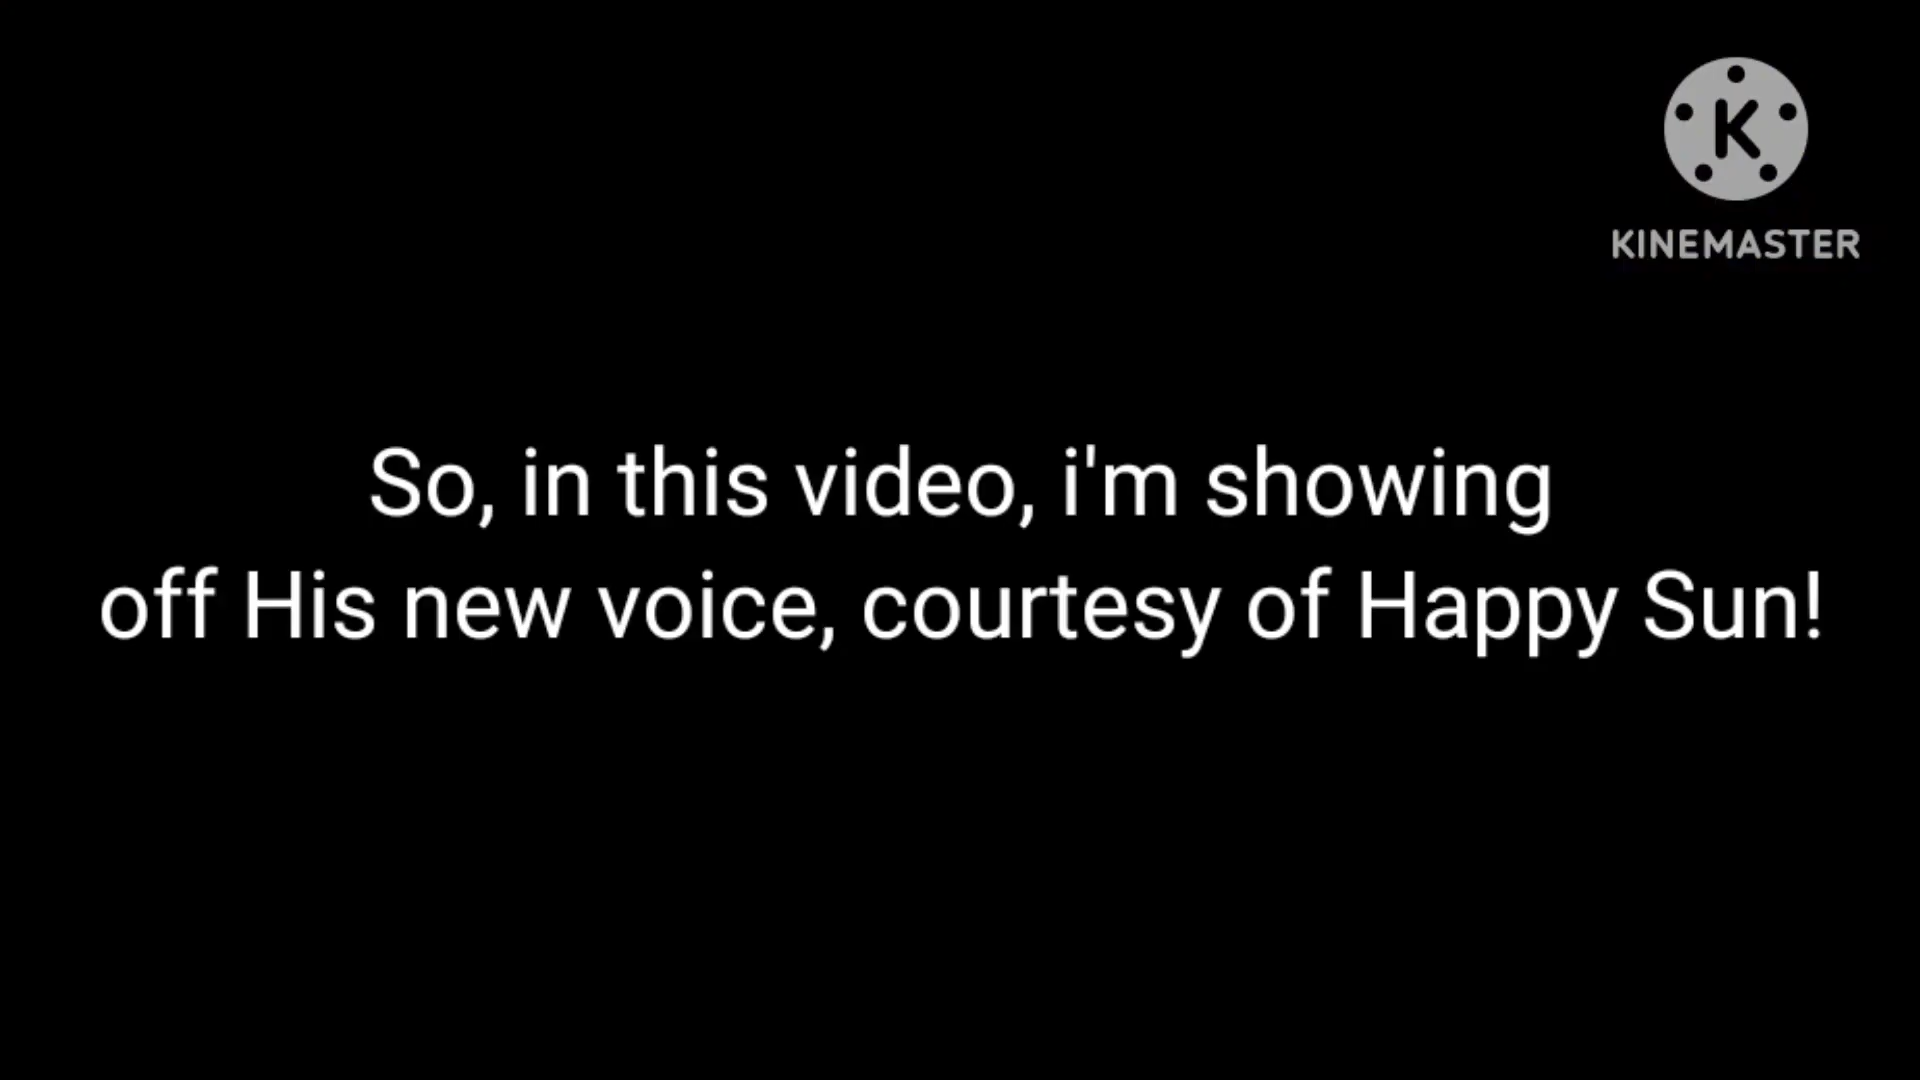 K
KINEMASTER
So, in this video, i'm showing
off His new voice, courtesy of Happy Sun!